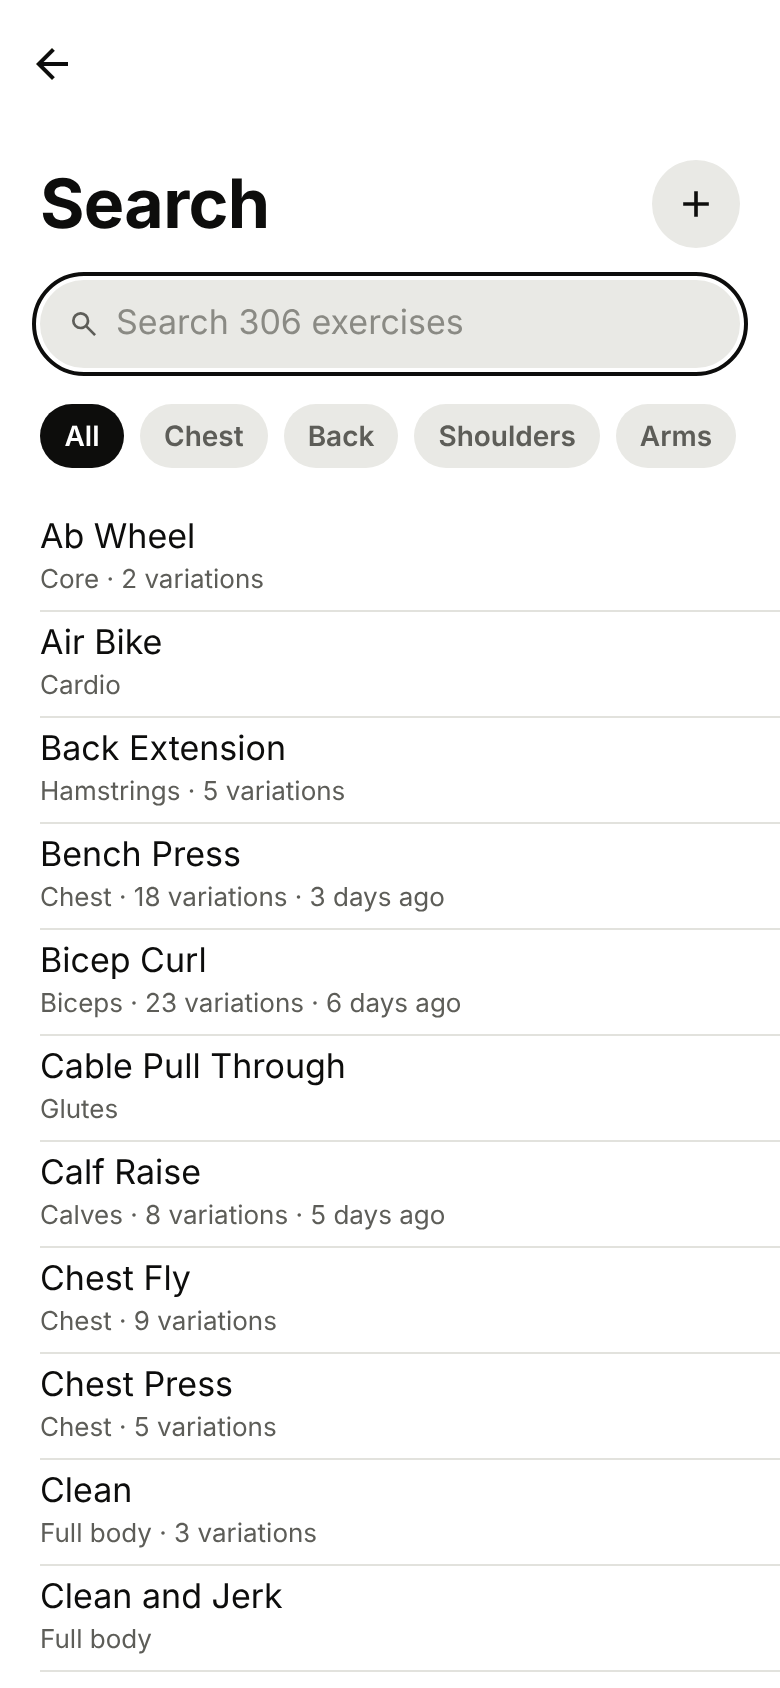 Search
Search 306 exercises
All Chest Back Shoulders Arms
Ab Wheel
Core · 2 variations
Air Bike
Cardio
Back Extension
Hamstrings · 5 variations
Bench Press
Chest · 18 variations · 3 days ago
Bicep Curl
Biceps · 23 variations · 6 days ago
Cable Pull Through
Glutes
Calf Raise
Calves · 8 variations · 5 days ago
Chest Fly
Chest · 9 variations
Chest Press
Chest · 5 variations
Clean
Full body · 3 variations
Clean and Jerk
Full body